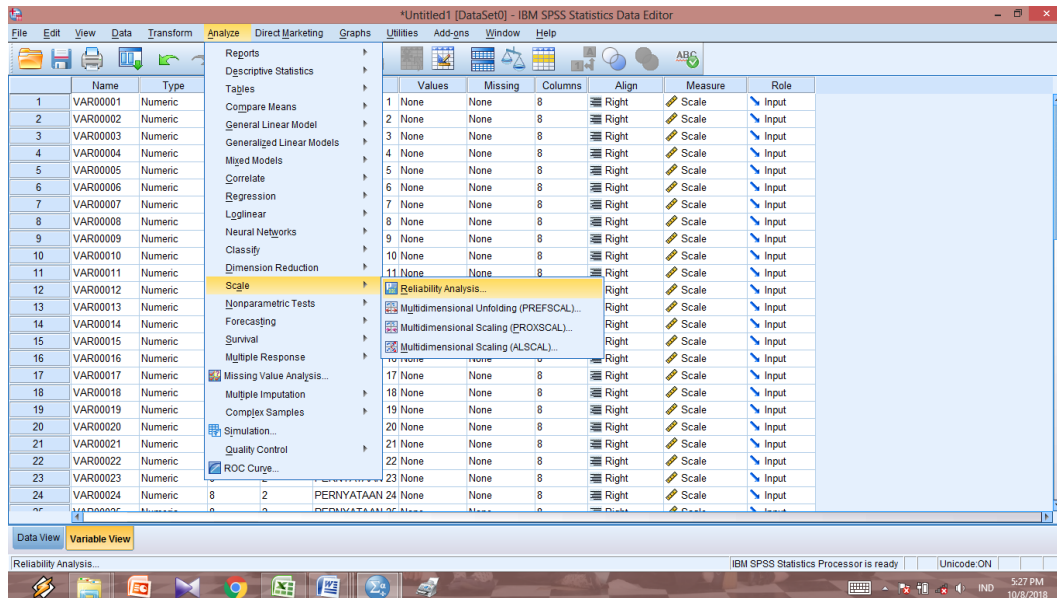 *Untitled1 [DataSet0] - IBM SPSS Statistics Data Editor
File Edit View Data Transform Analyze Direct Marketing Graphs Utilities Add-ons Window Help
Reports
Descriptive Statistics
Tables
Compare Means
General Linear Model
Generalized Linear Models
Mixed Models
Correlate
Regression
Loglinear
Neural Networks
Classify
Dimension Reduction
Scale
Nonparametric Tests
Forecasting
Survival
Multiple Response
Missing Value Analysis...
Multiple Imputation
Complex Samples
Simulation...
Quality Control
ROC Curve...
Reliability Analysis...
Multidimensional Unfolding (PREFSCAL)...
Multidimensional Scaling (PROXSCAL)...
Multidimensional Scaling (ALSCAL)...
Name Type Values Missing Columns Align Measure Role
1 VAR00001 Numeric 1 None None 8 Right Scale Input
2 VAR00002 Numeric 2 None None 8 Right Scale Input
3 VAR00003 Numeric 3 None None 8 Right Scale Input
4 VAR00004 Numeric 4 None None 8 Right Scale Input
5 VAR00005 Numeric 5 None None 8 Right Scale Input
6 VAR00006 Numeric 6 None None 8 Right Scale Input
7 VAR00007 Numeric 7 None None 8 Right Scale Input
8 VAR00008 Numeric 8 None None 8 Right Scale Input
9 VAR00009 Numeric 9 None None 8 Right Scale Input
10 VAR00010 Numeric 10 None None 8 Right Scale Input
11 VAR00011 Numeric 11 None None 8 Right Scale Input
12 VAR00012 Numeric Right Scale Input
13 VAR00013 Numeric Right Scale Input
14 VAR00014 Numeric Right Scale Input
15 VAR00015 Numeric Right Scale Input
16 VAR00016 Numeric 16 None None 8 Right Scale Input
17 VAR00017 Numeric 17 None None 8 Right Scale Input
18 VAR00018 Numeric 18 None None 8 Right Scale Input
19 VAR00019 Numeric 19 None None 8 Right Scale Input
20 VAR00020 Numeric 20 None None 8 Right Scale Input
21 VAR00021 Numeric 21 None None 8 Right Scale Input
22 VAR00022 Numeric 22 None None 8 Right Scale Input
23 VAR00023 Numeric 23 None None 8 Right Scale Input
24 VAR00024 Numeric 8 2 PERNYATAAN 24 None None 8 Right Scale Input
Data View Variable View
Reliability Analysis... IBM SPSS Statistics Processor is ready Unicode:ON
IND 5:27 PM
10/8/2018